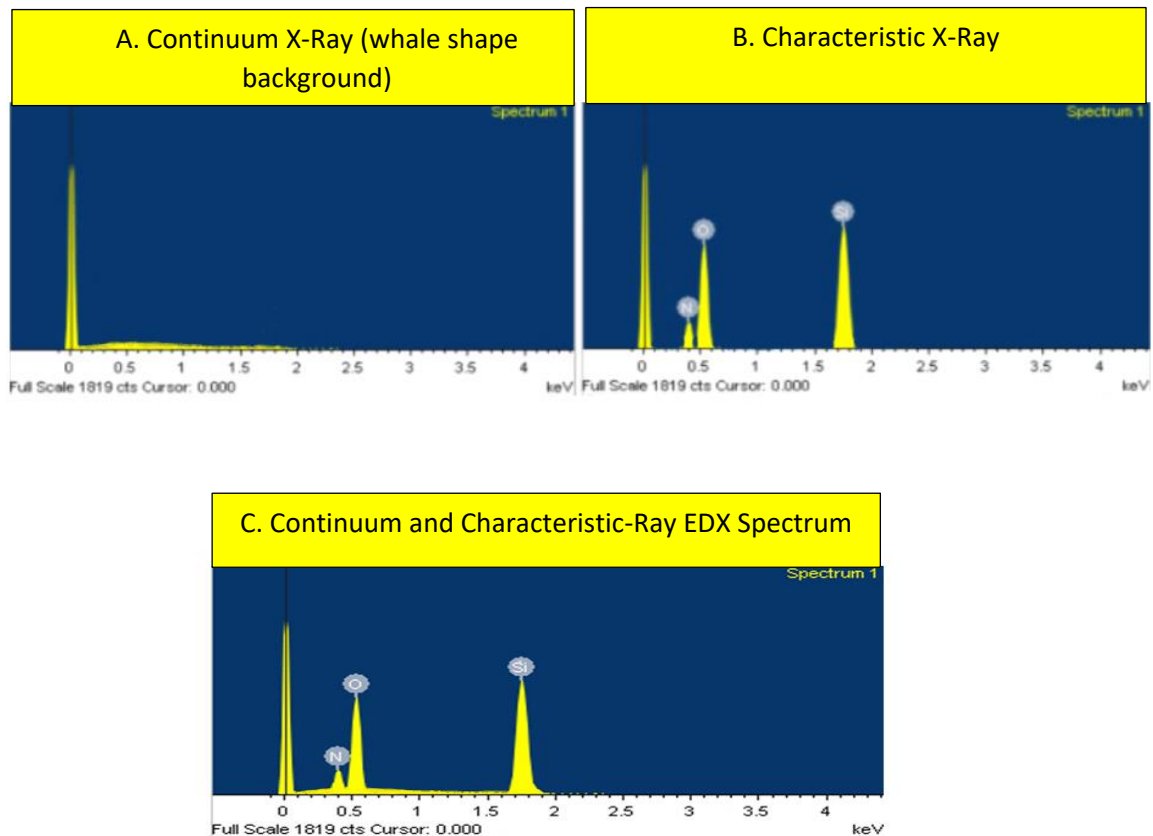 A. Continuum X-Ray (whale shape
background)
B. Characteristic X-Ray
Spectrum 1
0 0.5 1 1.5 2 2.5 3 3.5 4
Full Scale 1819 cts Cursor: 0.000 keV
Spectrum 1
N
O
Si
0 0.5 1 1.5 2 2.5 3 3.5 4
Full Scale 1819 cts Cursor: 0.000 keV
C. Continuum and Characteristic-Ray EDX Spectrum
Spectrum 1
N
O
Si
0 0.5 1 1.5 2 2.5 3 3.5 4
Full Scale 1819 cts Cursor: 0.000 keV